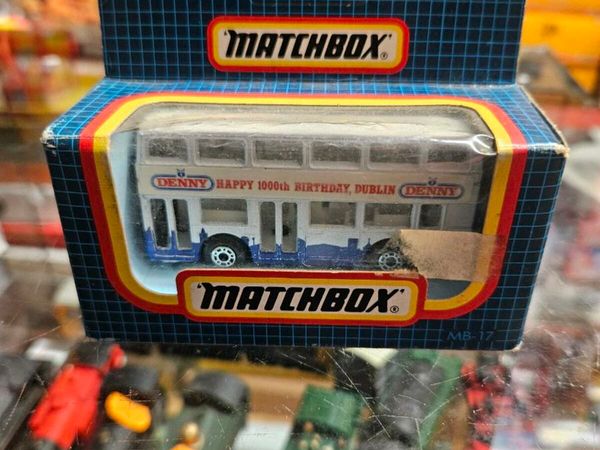 MATCHBOX®
DENNY HAPPY 1000th BIRTHDAY, DUBLIN DENNY
MATCHBOX®
MB-17